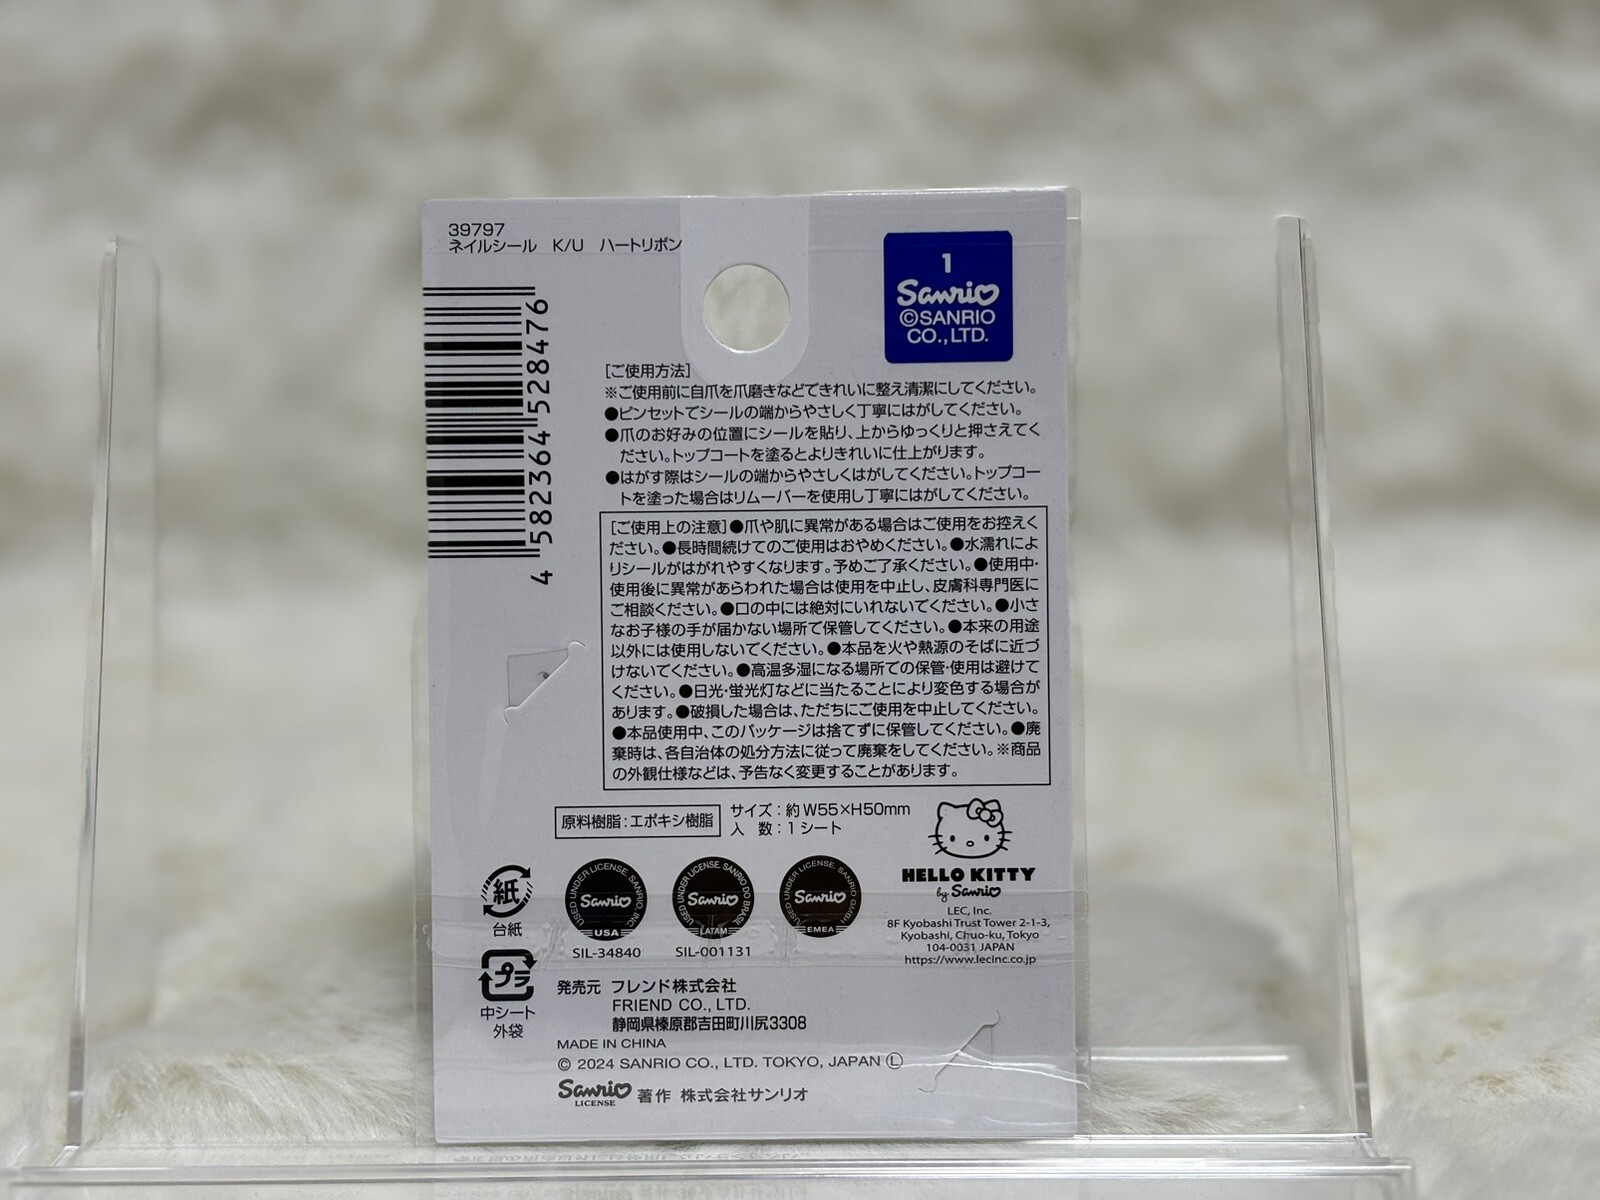 39797
ネイルシール　K/U　ハートリボン
1
Sanrio
©SANRIO
CO.,LTD.
4 582364 528476
[ご使用方法]
※ご使用前に自爪を爪磨きなどできれいに整え清潔にしてください。
●ピンセットでシールの端からやさしく丁寧にはがしてください。
●爪のお好みの位置にシールを貼り、上からゆっくりと押さえてく
ださい。トップコートを塗るとよりきれいに仕上がります。
●はがす際はシールの端からやさしくはがしてください。トップコー
トを塗った場合はリムーバーを使用し丁寧にはがしてください。
[ご使用上の注意]●爪や肌に異常がある場合はご使用をお控えく
ださい。●長時間続けてのご使用はおやめください。●水濡れによ
りシールがはがれやすくなります。予めご了承ください。●使用中・
使用後に異常があらわれた場合は使用を中止し、皮膚科専門医に
ご相談ください。●口の中には絶対にいれないでください。●小さ
なお子様の手が届かない場所で保管してください。●本来の用途
以外には使用しないでください。●本品を火や熱源のそばに近づ
けないでください。●高温多湿になる場所での保管・使用は避けて
ください。●日光・蛍光灯などに当たることにより変色する場合が
あります。●破損した場合は、ただちにご使用を中止してください。
●本品使用中、このパッケージは捨てずに保管してください。●廃
棄時は、各自治体の処分方法に従って廃棄をしてください。※商品
の外観仕様などは、予告なく変更することがあります。
原料樹脂：エポキシ樹脂
サイズ：約 W55×H50mm
入　数：1シート
紙
台紙
プラ
中シート
外袋
USED UNDER LICENSE. SANRIO, INC.
Sanrio
USA
SIL-34840
USED UNDER LICENSE. SANRIO DO BRASIL
Sanrio
LATAM
SIL-001131
USED UNDER LICENSE. SANRIO GMBH
Sanrio
EMEA
HELLO KITTY
by Sanrio
LEC, Inc.
8F Kyobashi Trust Tower 2-1-3,
Kyobashi, Chuo-ku, Tokyo
104-0031 JAPAN
https://www.lecinc.co.jp
発売元　フレンド株式会社
FRIEND CO., LTD.
静岡県榛原郡吉田町川尻3308
MADE IN CHINA
© 2024 SANRIO CO., LTD. TOKYO, JAPAN Ⓛ
Sanrio
LICENSE
著作　株式会社サンリオ